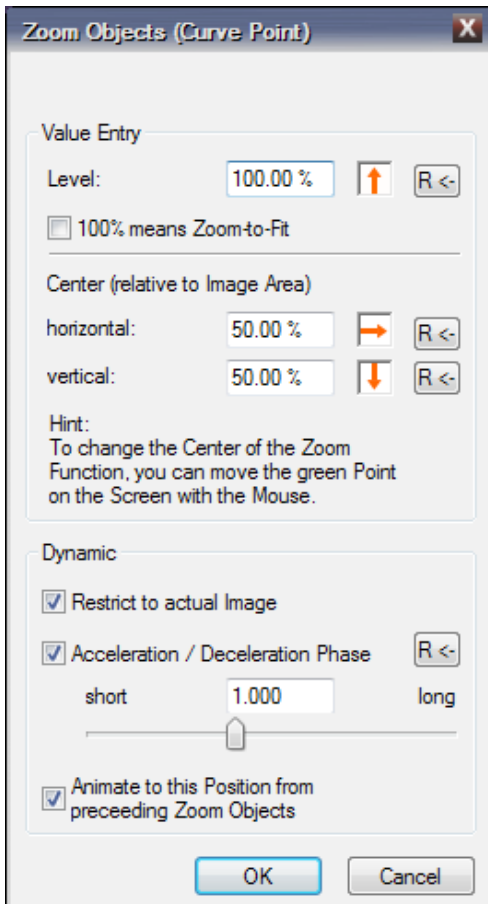 Zoom Objects (Curve Point)
X
Value Entry
Level: 100.00 % R <-
100% means Zoom-to-Fit
Center (relative to Image Area)
horizontal: 50.00 % R <-
vertical: 50.00 % R <-
Hint:
To change the Center of the Zoom
Function, you can move the green Point
on the Screen with the Mouse.
Dynamic
Restrict to actual Image
Acceleration / Deceleration Phase R <-
short 1.000 long
Animate to this Position from
preceeding Zoom Objects
OK Cancel